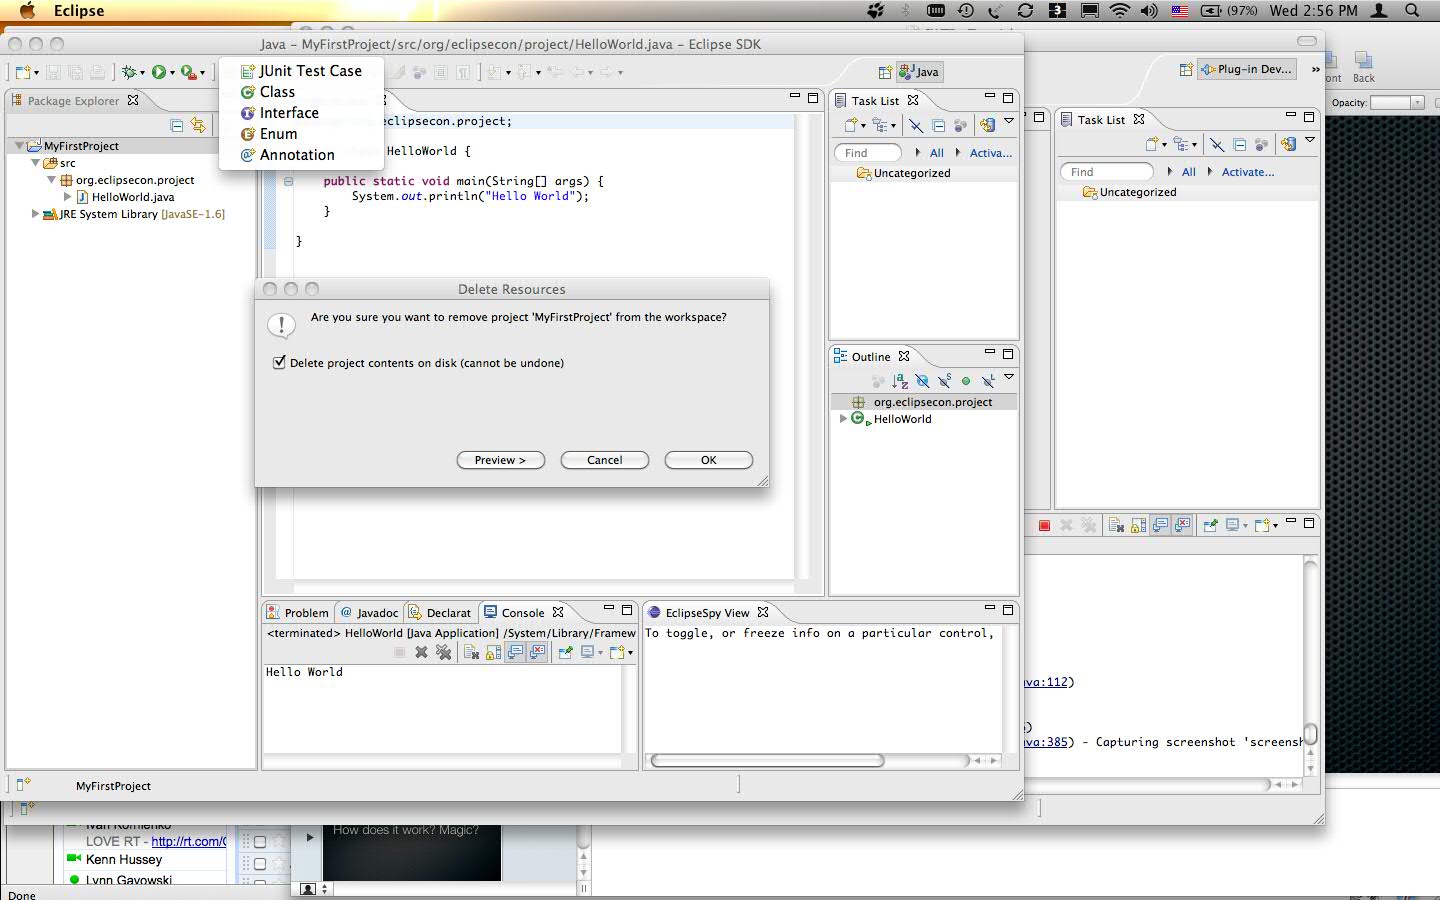 Eclipse
3
(97%)
Wed 2:56 PM
Java – MyFirstProject/src/org/eclipsecon/project/HelloWorld.java – Eclipse SDK
JUnit Test Case
Class
Interface
Enum
Annotation
Java
Plug-in Dev...
»
Back
Opacity:
Package Explorer
Task List
Find
All
Activa...
Uncategorized
Task List
Find
All
Activate...
Uncategorized
MyFirstProject
src
org.eclipsecon.project
HelloWorld.java
JRE System Library [JavaSE-1.6]
eclipsecon.project;
HelloWorld {
public static void main(String[] args) {
System.out.println("Hello World");
}
}
Delete Resources
Are you sure you want to remove project 'MyFirstProject' from the workspace?
Delete project contents on disk (cannot be undone)
Preview >
Cancel
OK
Outline
org.eclipsecon.project
HelloWorld
Problem
Javadoc
Declarat
Console
<terminated> HelloWorld [Java Application] /System/Library/Framew
Hello World
EclipseSpy View
To toggle, or freeze info on a particular control,
va:112)
)
va:385) - Capturing screenshot 'screensh
MyFirstProject
LOVE RT - http://rt.com/
Kenn Hussey
Lynn Gayowski
How does it work? Magic?
Done